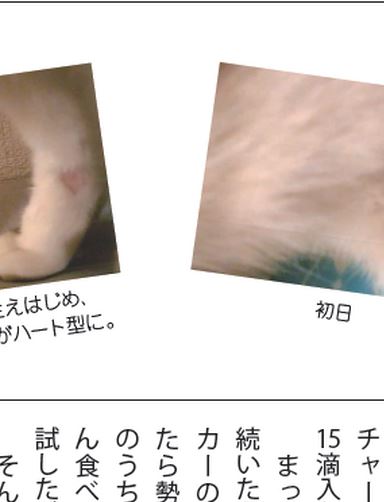 初日
生えはじめ、
がハート型に。
チャー
15滴入
まっ
続いた
カーの
たら勢
のうち
ん食べ
試した
そん